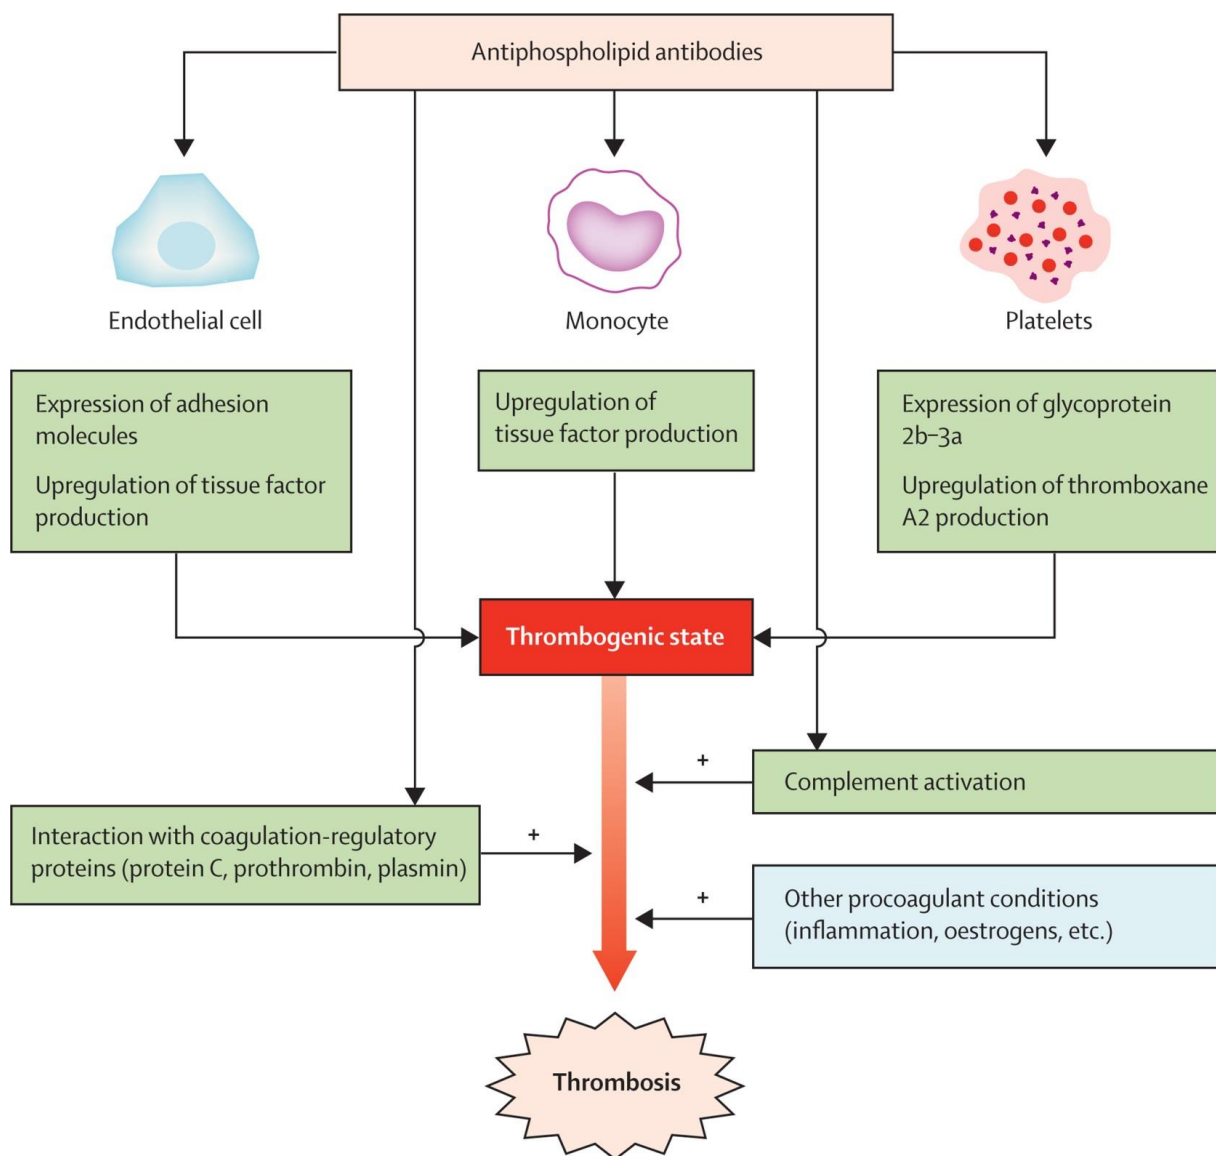 Antiphospholipid antibodies
Endothelial cell
Monocyte
Platelets
Expression of adhesion
molecules
Upregulation of tissue factor
production
Upregulation of
tissue factor production
Expression of glycoprotein
2b–3a
Upregulation of thromboxane
A2 production
Thrombogenic state
+
Complement activation
Interaction with coagulation-regulatory
proteins (protein C, prothrombin, plasmin)
+
+
Other procoagulant conditions
(inflammation, oestrogens, etc.)
Thrombosis